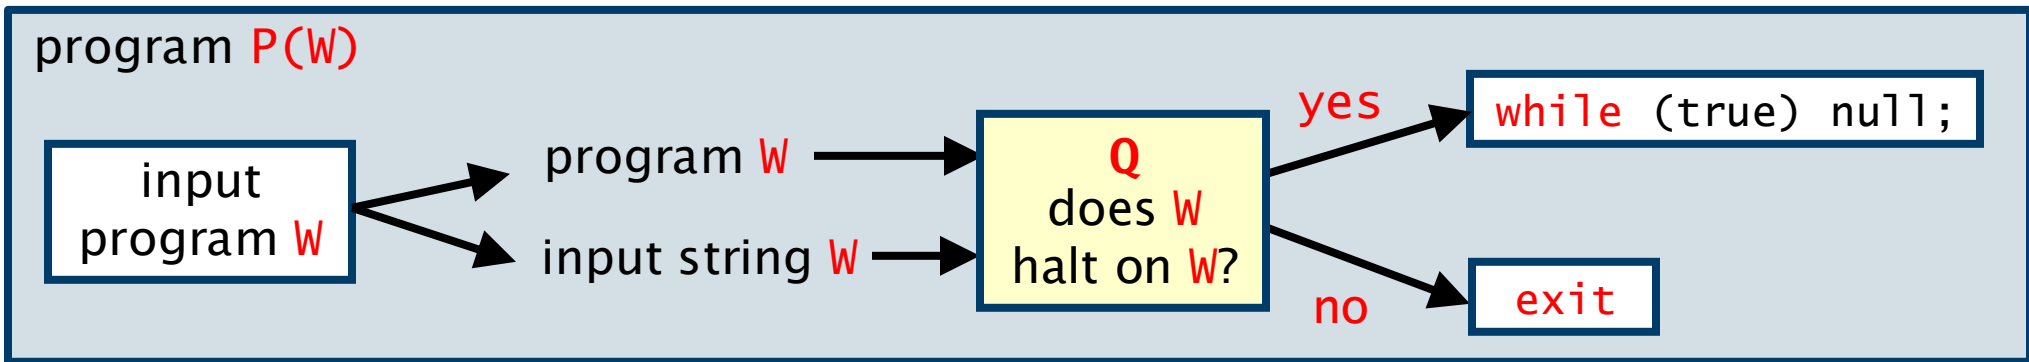 program P(W)
input
program W
program W
input string W
Q
does W
halt on W?
yes
no
while (true) null;
exit